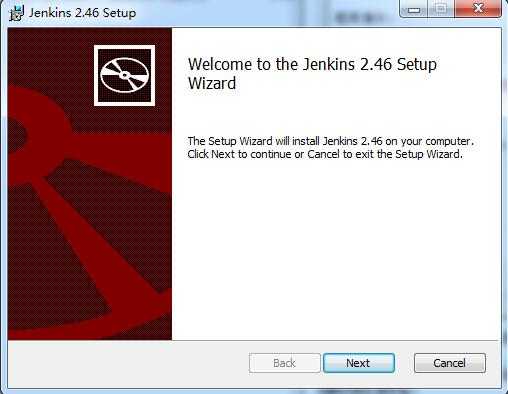 Jenkins 2.46 Setup
Welcome to the Jenkins 2.46 Setup
Wizard
The Setup Wizard will install Jenkins 2.46 on your computer.
Click Next to continue or Cancel to exit the Setup Wizard.
Back
Next
Cancel